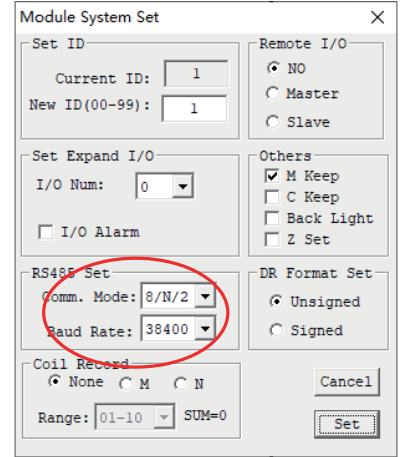 Module System Set
Set ID
Current ID: 1
New ID(00-99): 1
Remote I/O
NO
Master
Slave
Set Expand I/O
I/O Num: 0
I/O Alarm
Others
M Keep
C Keep
Back Light
Z Set
RS485 Set
Comm. Mode: 8/N/2
Baud Rate: 38400
DR Format Set
Unsigned
Signed
Coil Record
None M N
Range: 01-10 SUM=0
Cancel
Set